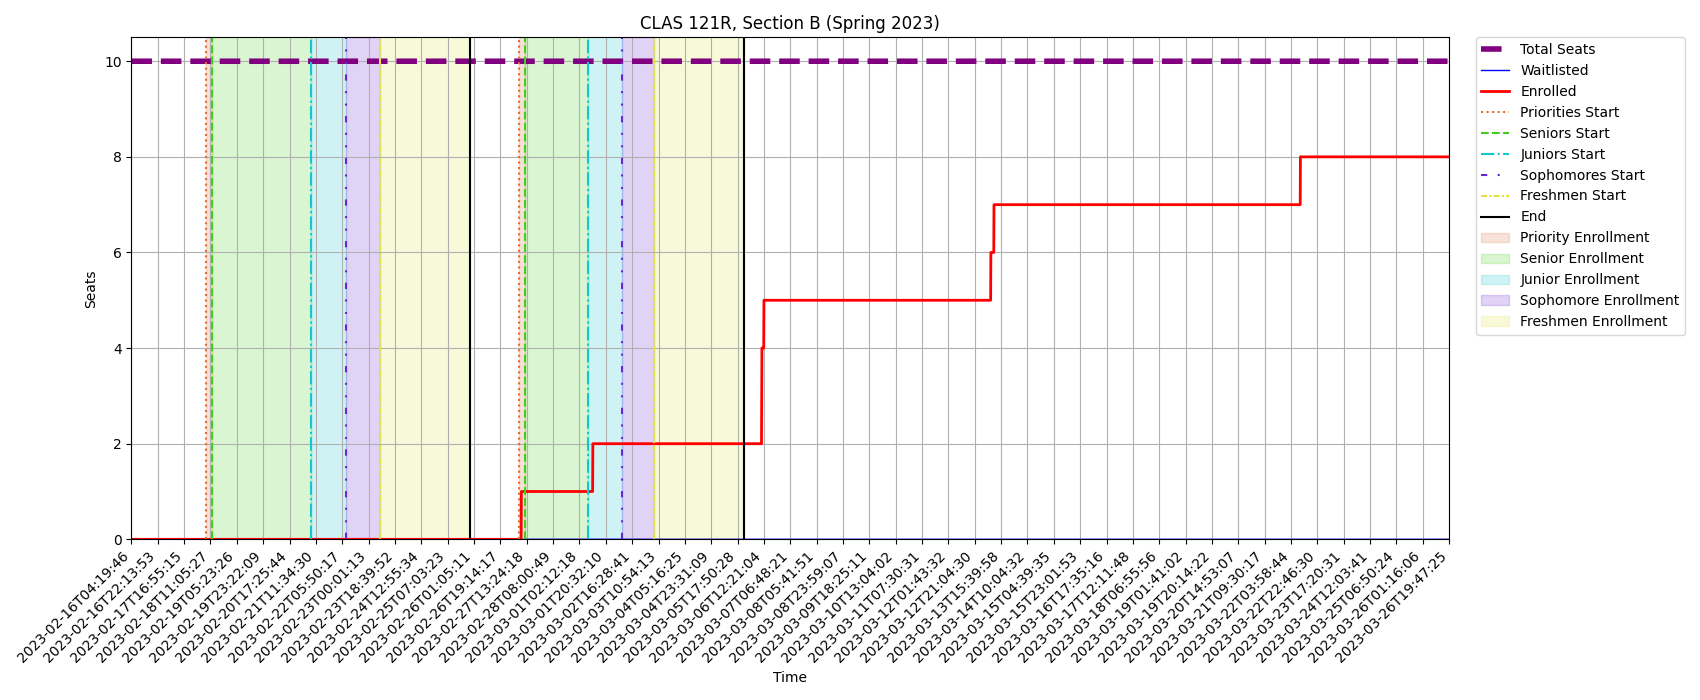 CLAS 121R, Section B (Spring 2023)
Seats
10
8
6
4
2
0
2023-02-16T04:19:46
2023-02-16T22:13:53
2023-02-17T16:55:15
2023-02-18T11:05:27
2023-02-19T05:23:26
2023-02-19T23:22:09
2023-02-20T17:25:44
2023-02-21T11:34:30
2023-02-22T05:50:17
2023-02-23T00:01:13
2023-02-23T18:39:52
2023-02-24T12:55:34
2023-02-25T07:03:23
2023-02-26T01:05:11
2023-02-26T19:14:17
2023-02-27T13:24:18
2023-02-28T08:00:49
2023-03-01T02:12:18
2023-03-01T20:32:10
2023-03-02T16:28:41
2023-03-03T10:54:13
2023-03-04T05:16:25
2023-03-04T23:31:09
2023-03-05T17:50:28
2023-03-06T12:21:04
2023-03-07T06:48:21
2023-03-08T05:41:51
2023-03-08T23:59:07
2023-03-09T18:25:11
2023-03-10T13:04:02
2023-03-11T07:30:31
2023-03-12T01:43:32
2023-03-12T21:04:30
2023-03-13T15:39:58
2023-03-14T10:04:32
2023-03-15T04:39:35
2023-03-15T23:01:53
2023-03-16T17:35:16
2023-03-17T12:11:48
2023-03-18T06:55:56
2023-03-19T01:41:02
2023-03-19T20:14:22
2023-03-20T14:53:07
2023-03-21T09:30:17
2023-03-22T03:58:44
2023-03-22T22:46:30
2023-03-23T17:20:31
2023-03-24T12:03:41
2023-03-25T06:50:24
2023-03-26T01:16:06
2023-03-26T19:47:25
Time
Total Seats
Waitlisted
Enrolled
Priorities Start
Seniors Start
Juniors Start
Sophomores Start
Freshmen Start
End
Priority Enrollment
Senior Enrollment
Junior Enrollment
Sophomore Enrollment
Freshmen Enrollment